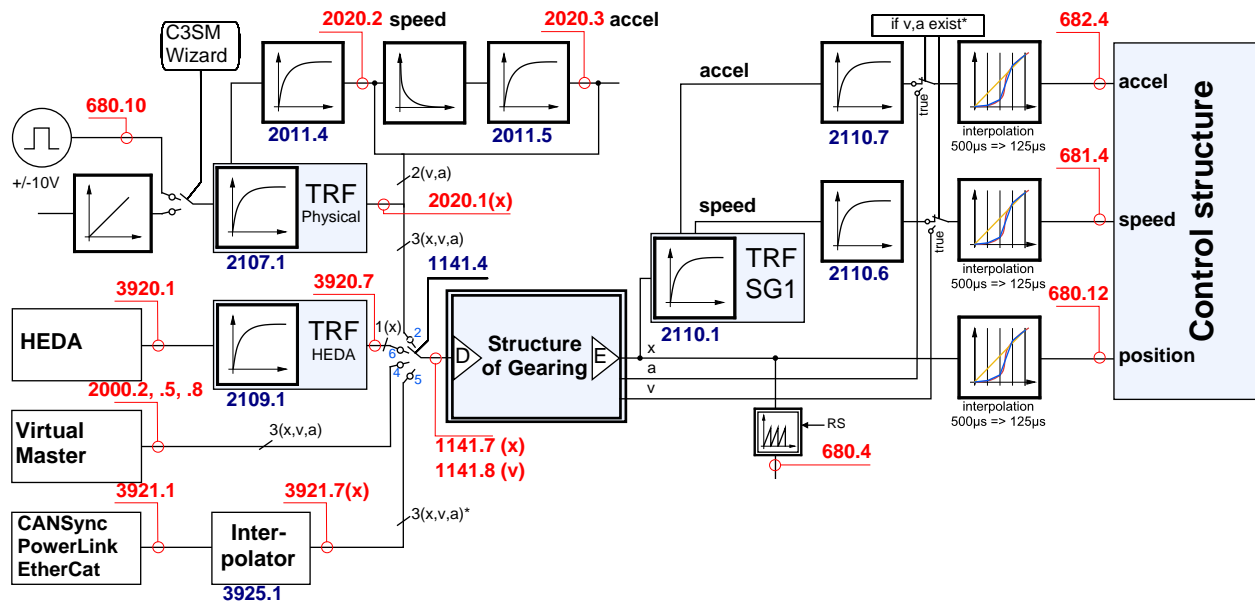 C3SM
Wizard
2020.2 speed
2020.3 accel
if v,a exist*
682.4
680.10
+/-10V
2011.4
2011.5
accel
2110.7
true
interpolation
500µs => 125µs
accel
TRF
Physical
2107.1
2(v,a)
2020.1(x)
3(x,v,a)
1141.4
681.4
speed
2110.6
true
interpolation
500µs => 125µs
speed
TRF
SG1
2110.1
Control structure
3920.1
3920.7
HEDA
TRF
HEDA
2109.1
1(x)
2
6
4
5
D
Structure
of Gearing
E
x
a
v
680.12
interpolation
500µs => 125µs
position
RS
680.4
2000.2, .5, .8
Virtual
Master
3(x,v,a)
1141.7 (x)
1141.8 (v)
3921.1
3921.7(x)
CANSync
PowerLink
EtherCat
Inter-
polator
3925.1
3(x,v,a)*